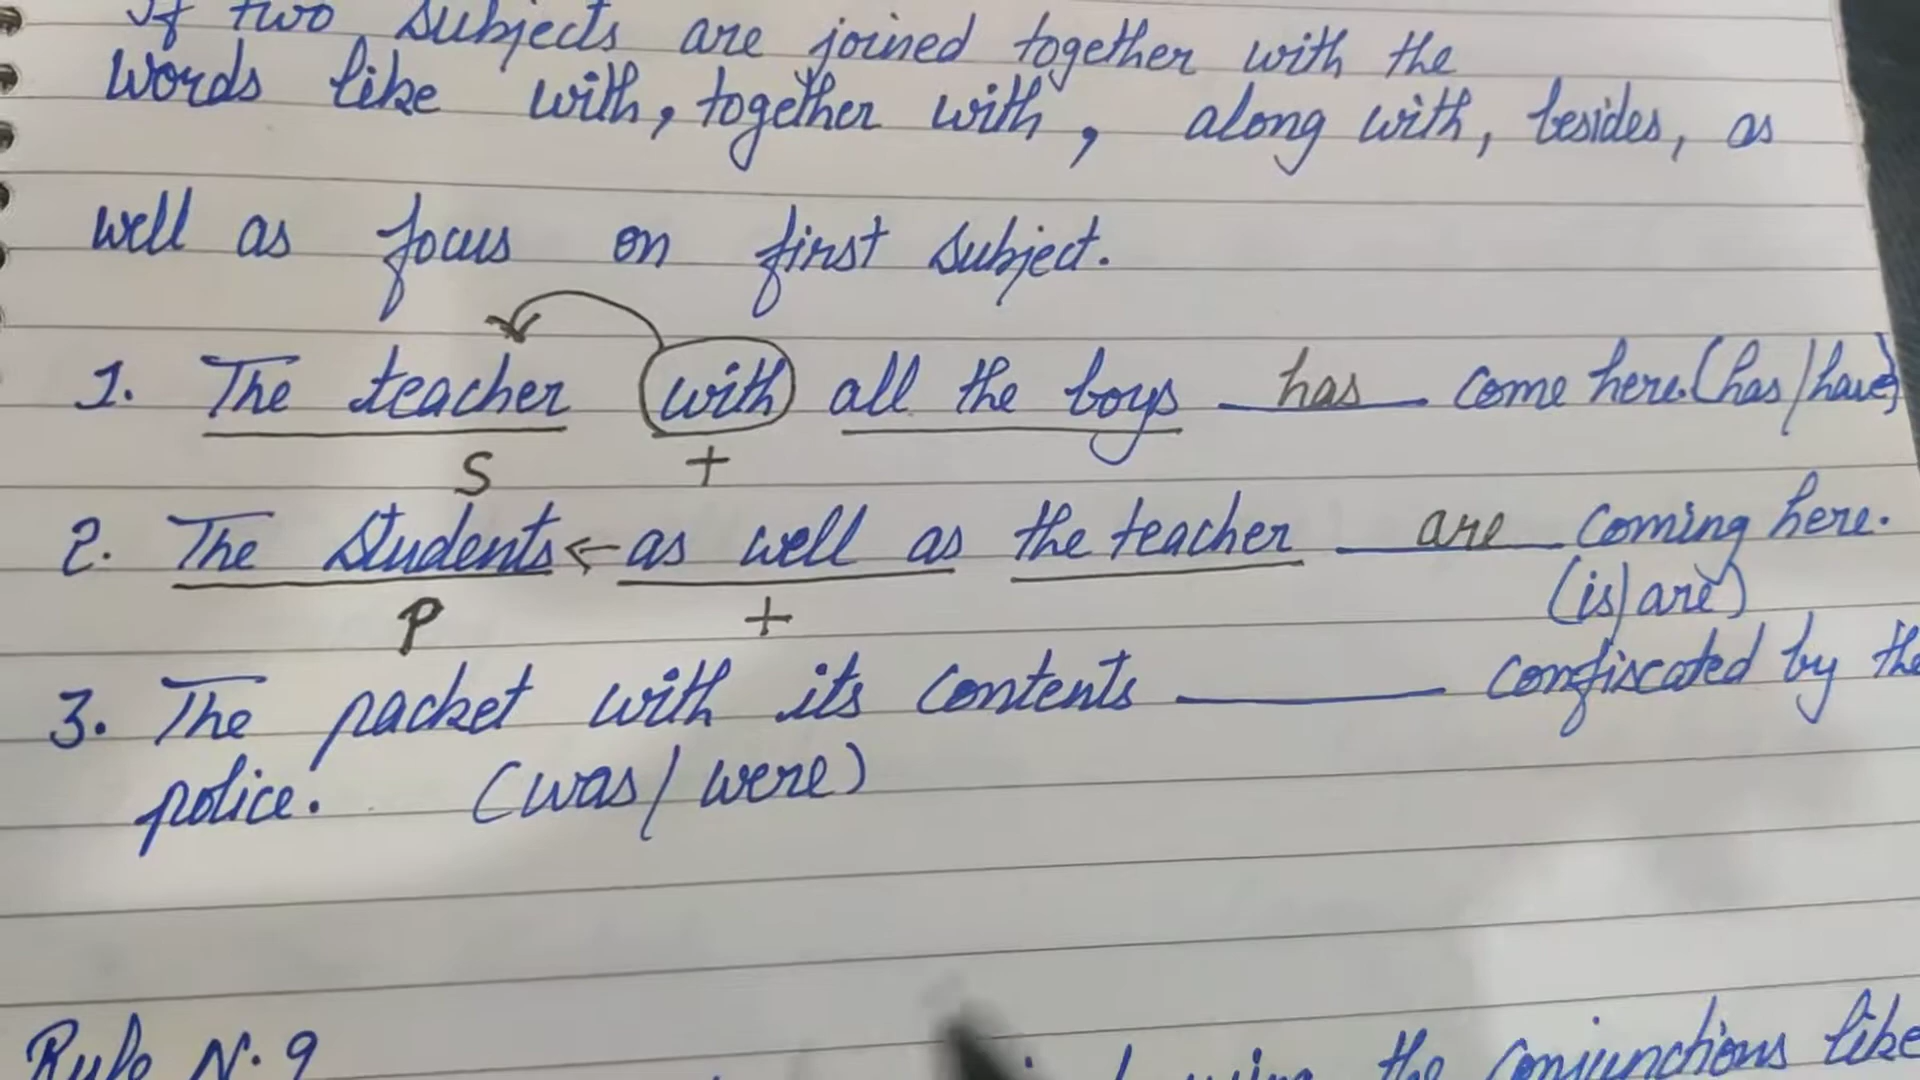 If two subjects are joined together with the
words like with, together with, along with, besides, as
well as focus on first subject.
1. The teacher with all the boys has come here. (has/have)
S +
2. The Students as well as the teacher are coming here.
(is/are)
P +
3. The packet with its contents confiscated by the
police. (was/were)
Rule N. 9
the conjunctions like